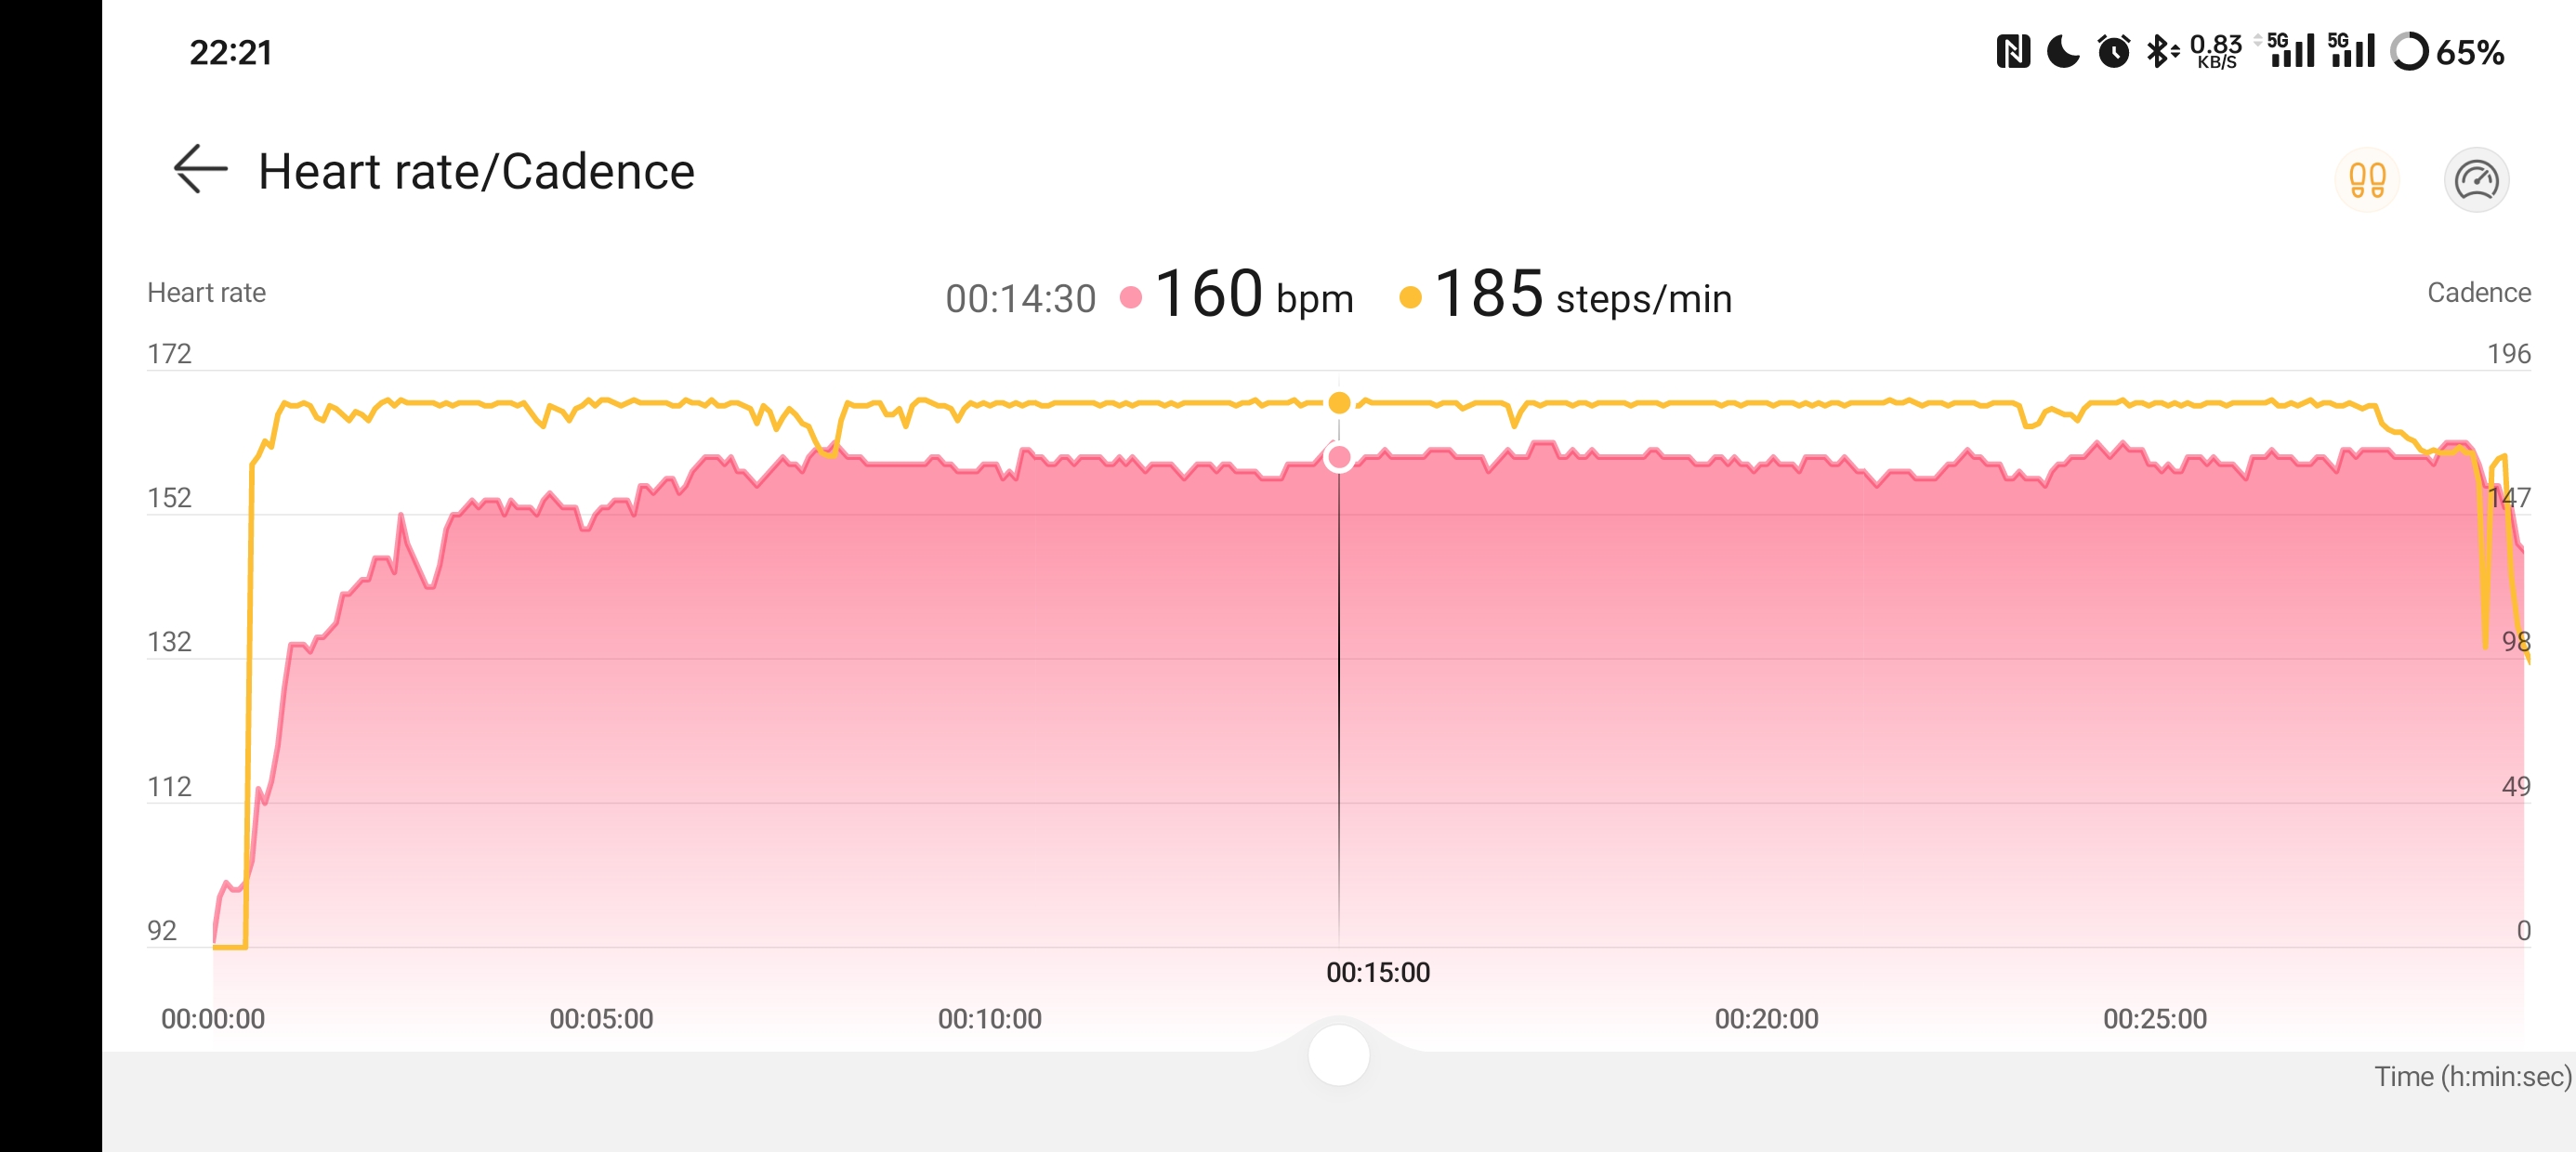 22:21
0.83 KB/S 5G 5G 65%
Heart rate/Cadence
Heart rate 00:14:30 160 bpm 185 steps/min Cadence
172 196
152 147
132 98
112 49
92 0
00:15:00
00:00:00 00:05:00 00:10:00 00:20:00 00:25:00
Time (h:min:sec)